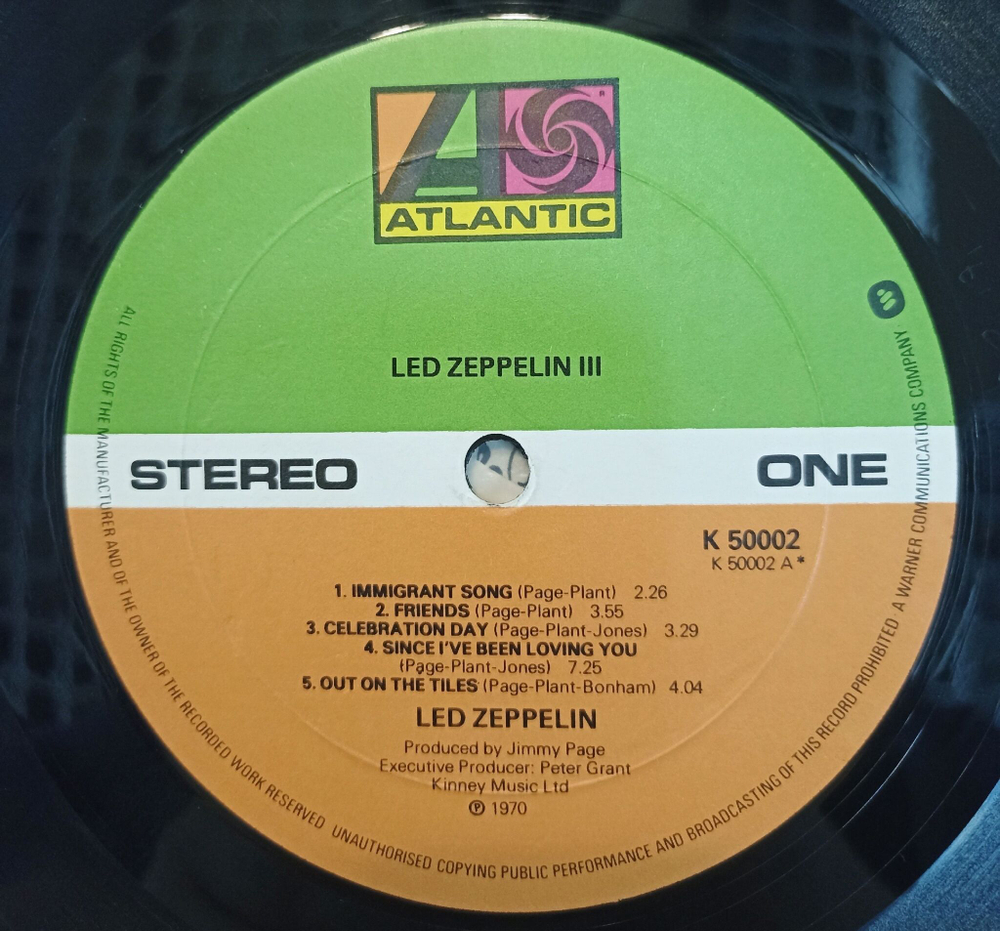 ATLANTIC
LED ZEPPELIN III
STEREO
ONE
K 50002
K 50002 A*
1. IMMIGRANT SONG (Page-Plant) 2.26
2. FRIENDS (Page-Plant) 3.55
3. CELEBRATION DAY (Page-Plant-Jones) 3.29
4. SINCE I'VE BEEN LOVING YOU
(Page-Plant-Jones) 7.25
5. OUT ON THE TILES (Page-Plant-Bonham) 4.04
LED ZEPPELIN
Produced by Jimmy Page
Executive Producer: Peter Grant
Kinney Music Ltd
℗ 1970
ALL RIGHTS OF THE MANUFACTURER AND OF THE OWNER OF THE RECORDED WORK RESERVED. UNAUTHORISED COPYING PUBLIC PERFORMANCE AND BROADCASTING OF THIS RECORD PROHIBITED. A WARNER COMMUNICATIONS COMPANY